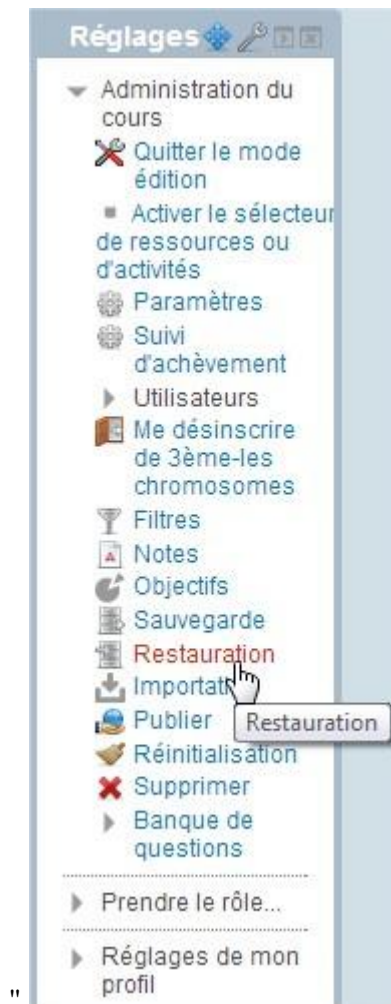 Réglages
Administration du
cours
Quitter le mode
édition
Activer le sélecteur
de ressources ou
d'activités
Paramètres
Suivi
d'achèvement
Utilisateurs
Me désinscrire
de 3ème-les
chromosomes
Filtres
Notes
Objectifs
Sauvegarde
Restauration
Importat
Restauration
Publier
Réinitialisation
Supprimer
Banque de
questions
Prendre le rôle...
Réglages de mon
profil
"